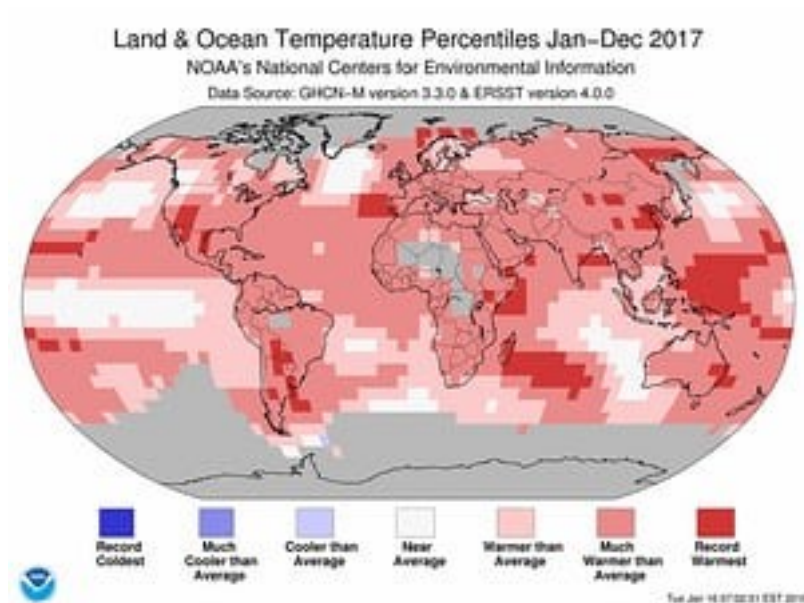 Land & Ocean Temperature Percentiles Jan–Dec 2017
NOAA's National Centers for Environmental Information
Data Source: GHCN–M version 3.3.0 & ERSST version 4.0.0
Record Coldest
Much Cooler than Average
Cooler than Average
Near Average
Warmer than Average
Much Warmer than Average
Record Warmest